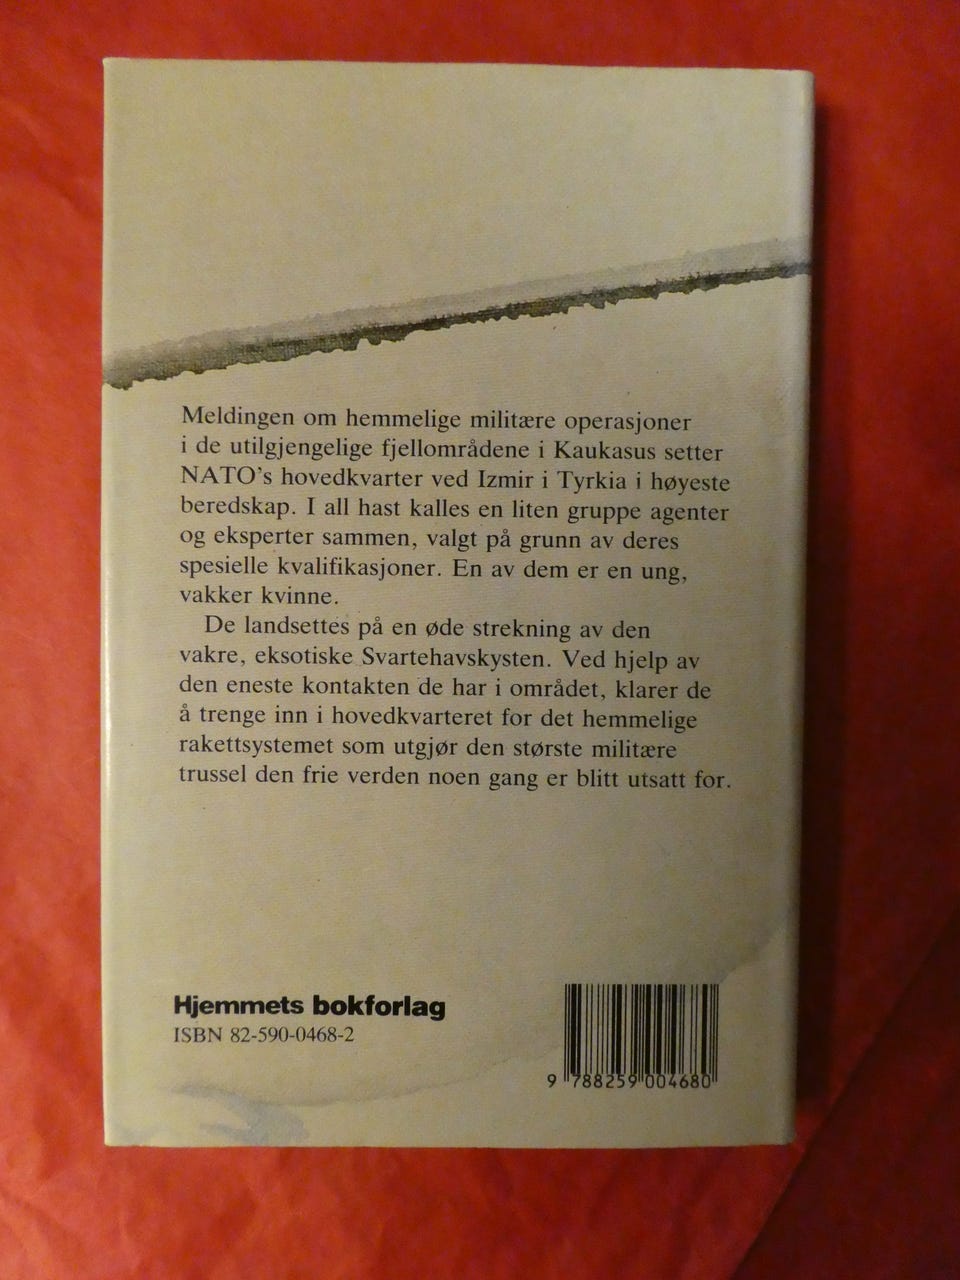 Meldingen om hemmelige militære operasjoner
i de utilgjengelige fjellområdene i Kaukasus setter
NATO's hovedkvarter ved Izmir i Tyrkia i høyeste
beredskap. I all hast kalles en liten gruppe agenter
og eksperter sammen, valgt på grunn av deres
spesielle kvalifikasjoner. En av dem er en ung,
vakker kvinne.
De landsettes på en øde strekning av den
vakre, eksotiske Svartehavskysten. Ved hjelp av
den eneste kontakten de har i området, klarer de
å trenge inn i hovedkvarteret for det hemmelige
rakettsystemet som utgjør den største militære
trussel den frie verden noen gang er blitt utsatt for.
Hjemmets bokforlag
ISBN 82-590-0468-2
9 788259 004680